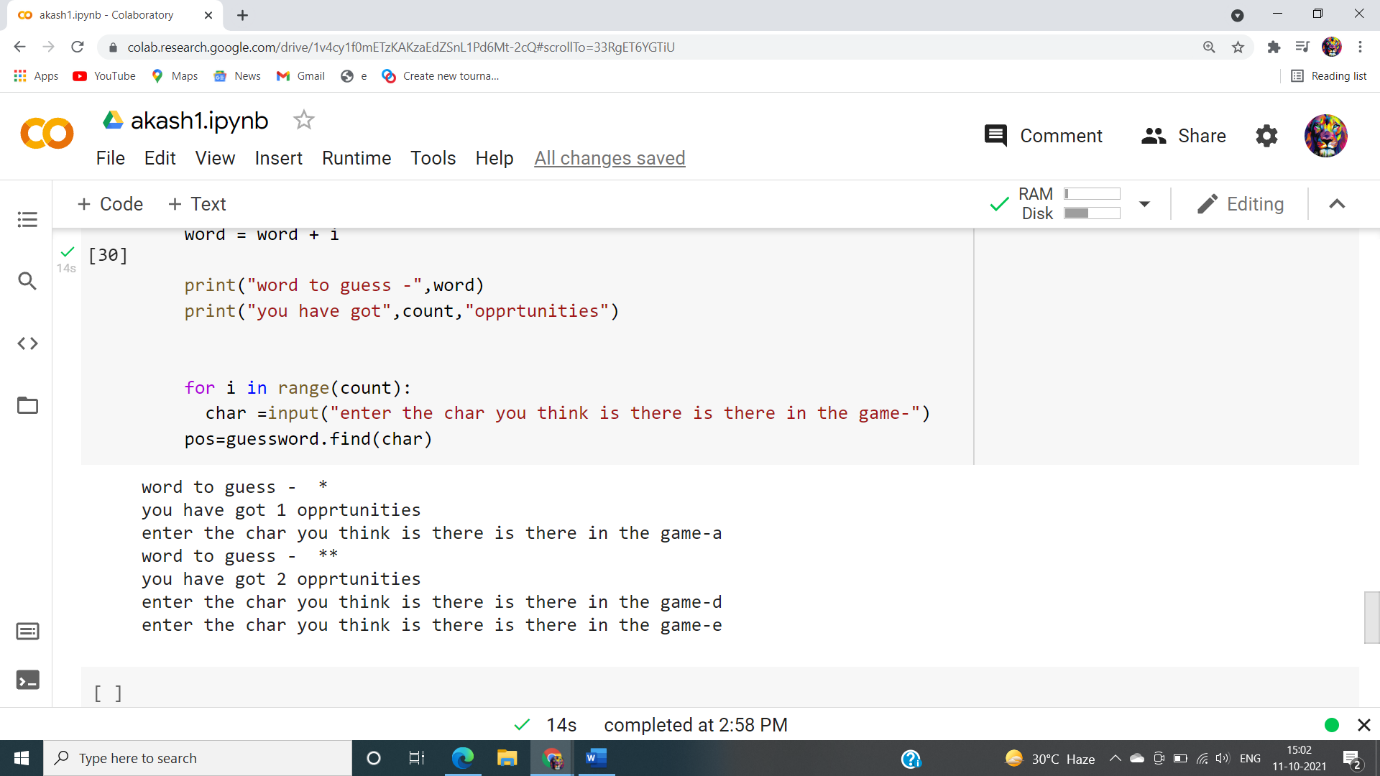 akash1.ipynb - Colaboratory
colab.research.google.com/drive/1v4cy1f0mETzKAKzaEdZSnL1Pd6Mt-2cQ#scrollTo=33RgET6YGTiU
Apps YouTube Maps News Gmail e Create new tourna... Reading list
akash1.ipynb
Comment Share
File Edit View Insert Runtime Tools Help All changes saved
+ Code + Text RAM Disk Editing
word = word + i
[30]
14s
print("word to guess -",word)
print("you have got",count,"opprtunities")
for i in range(count):
char =input("enter the char you think is there is there in the game-")
pos=guessword.find(char)
word to guess -  *
you have got 1 opprtunities
enter the char you think is there is there in the game-a
word to guess -  **
you have got 2 opprtunities
enter the char you think is there is there in the game-d
enter the char you think is there is there in the game-e
[ ]
14s completed at 2:58 PM
Type here to search
W
30°C Haze ENG 15:02
11-10-2021
2